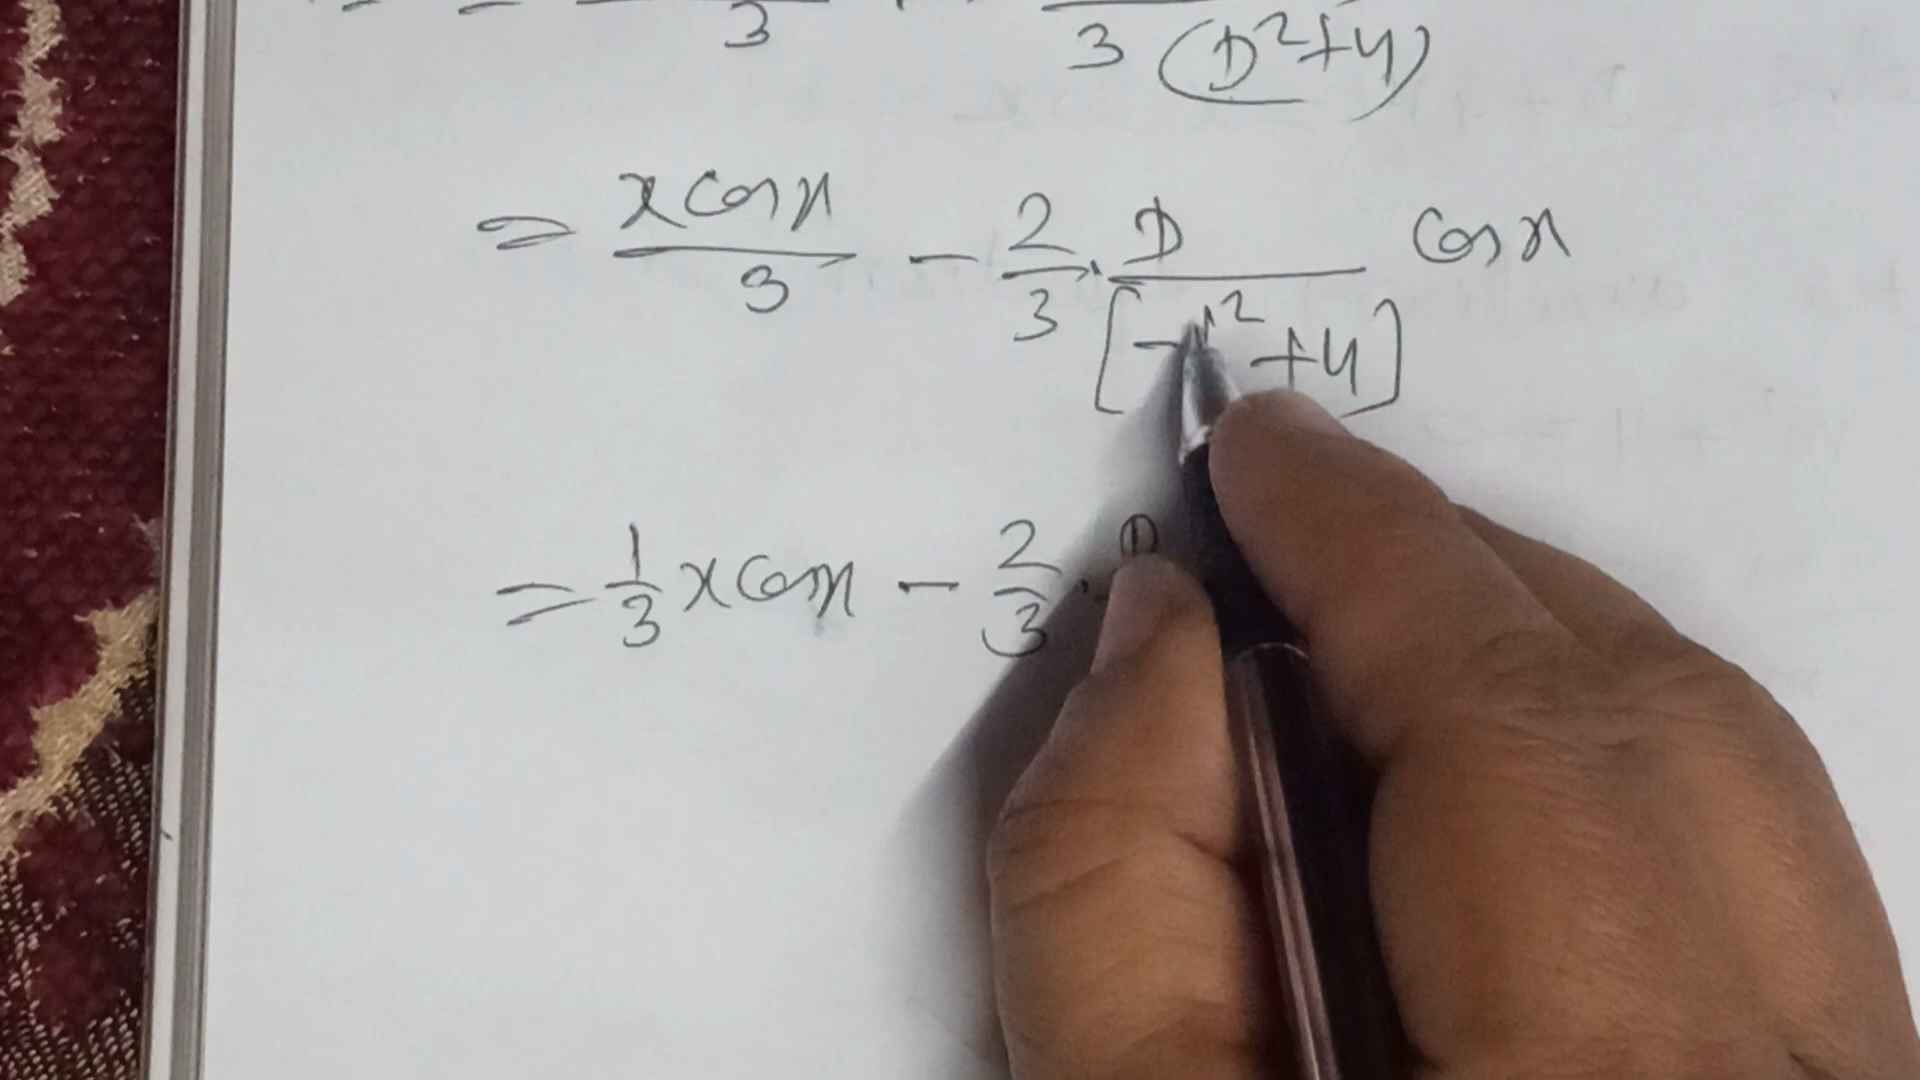 3 3 (D²+4)
= x cos x / 3 - 2/3 · D / [-1²+4] cos x
= 1/3 x cos x - 2/3 · D